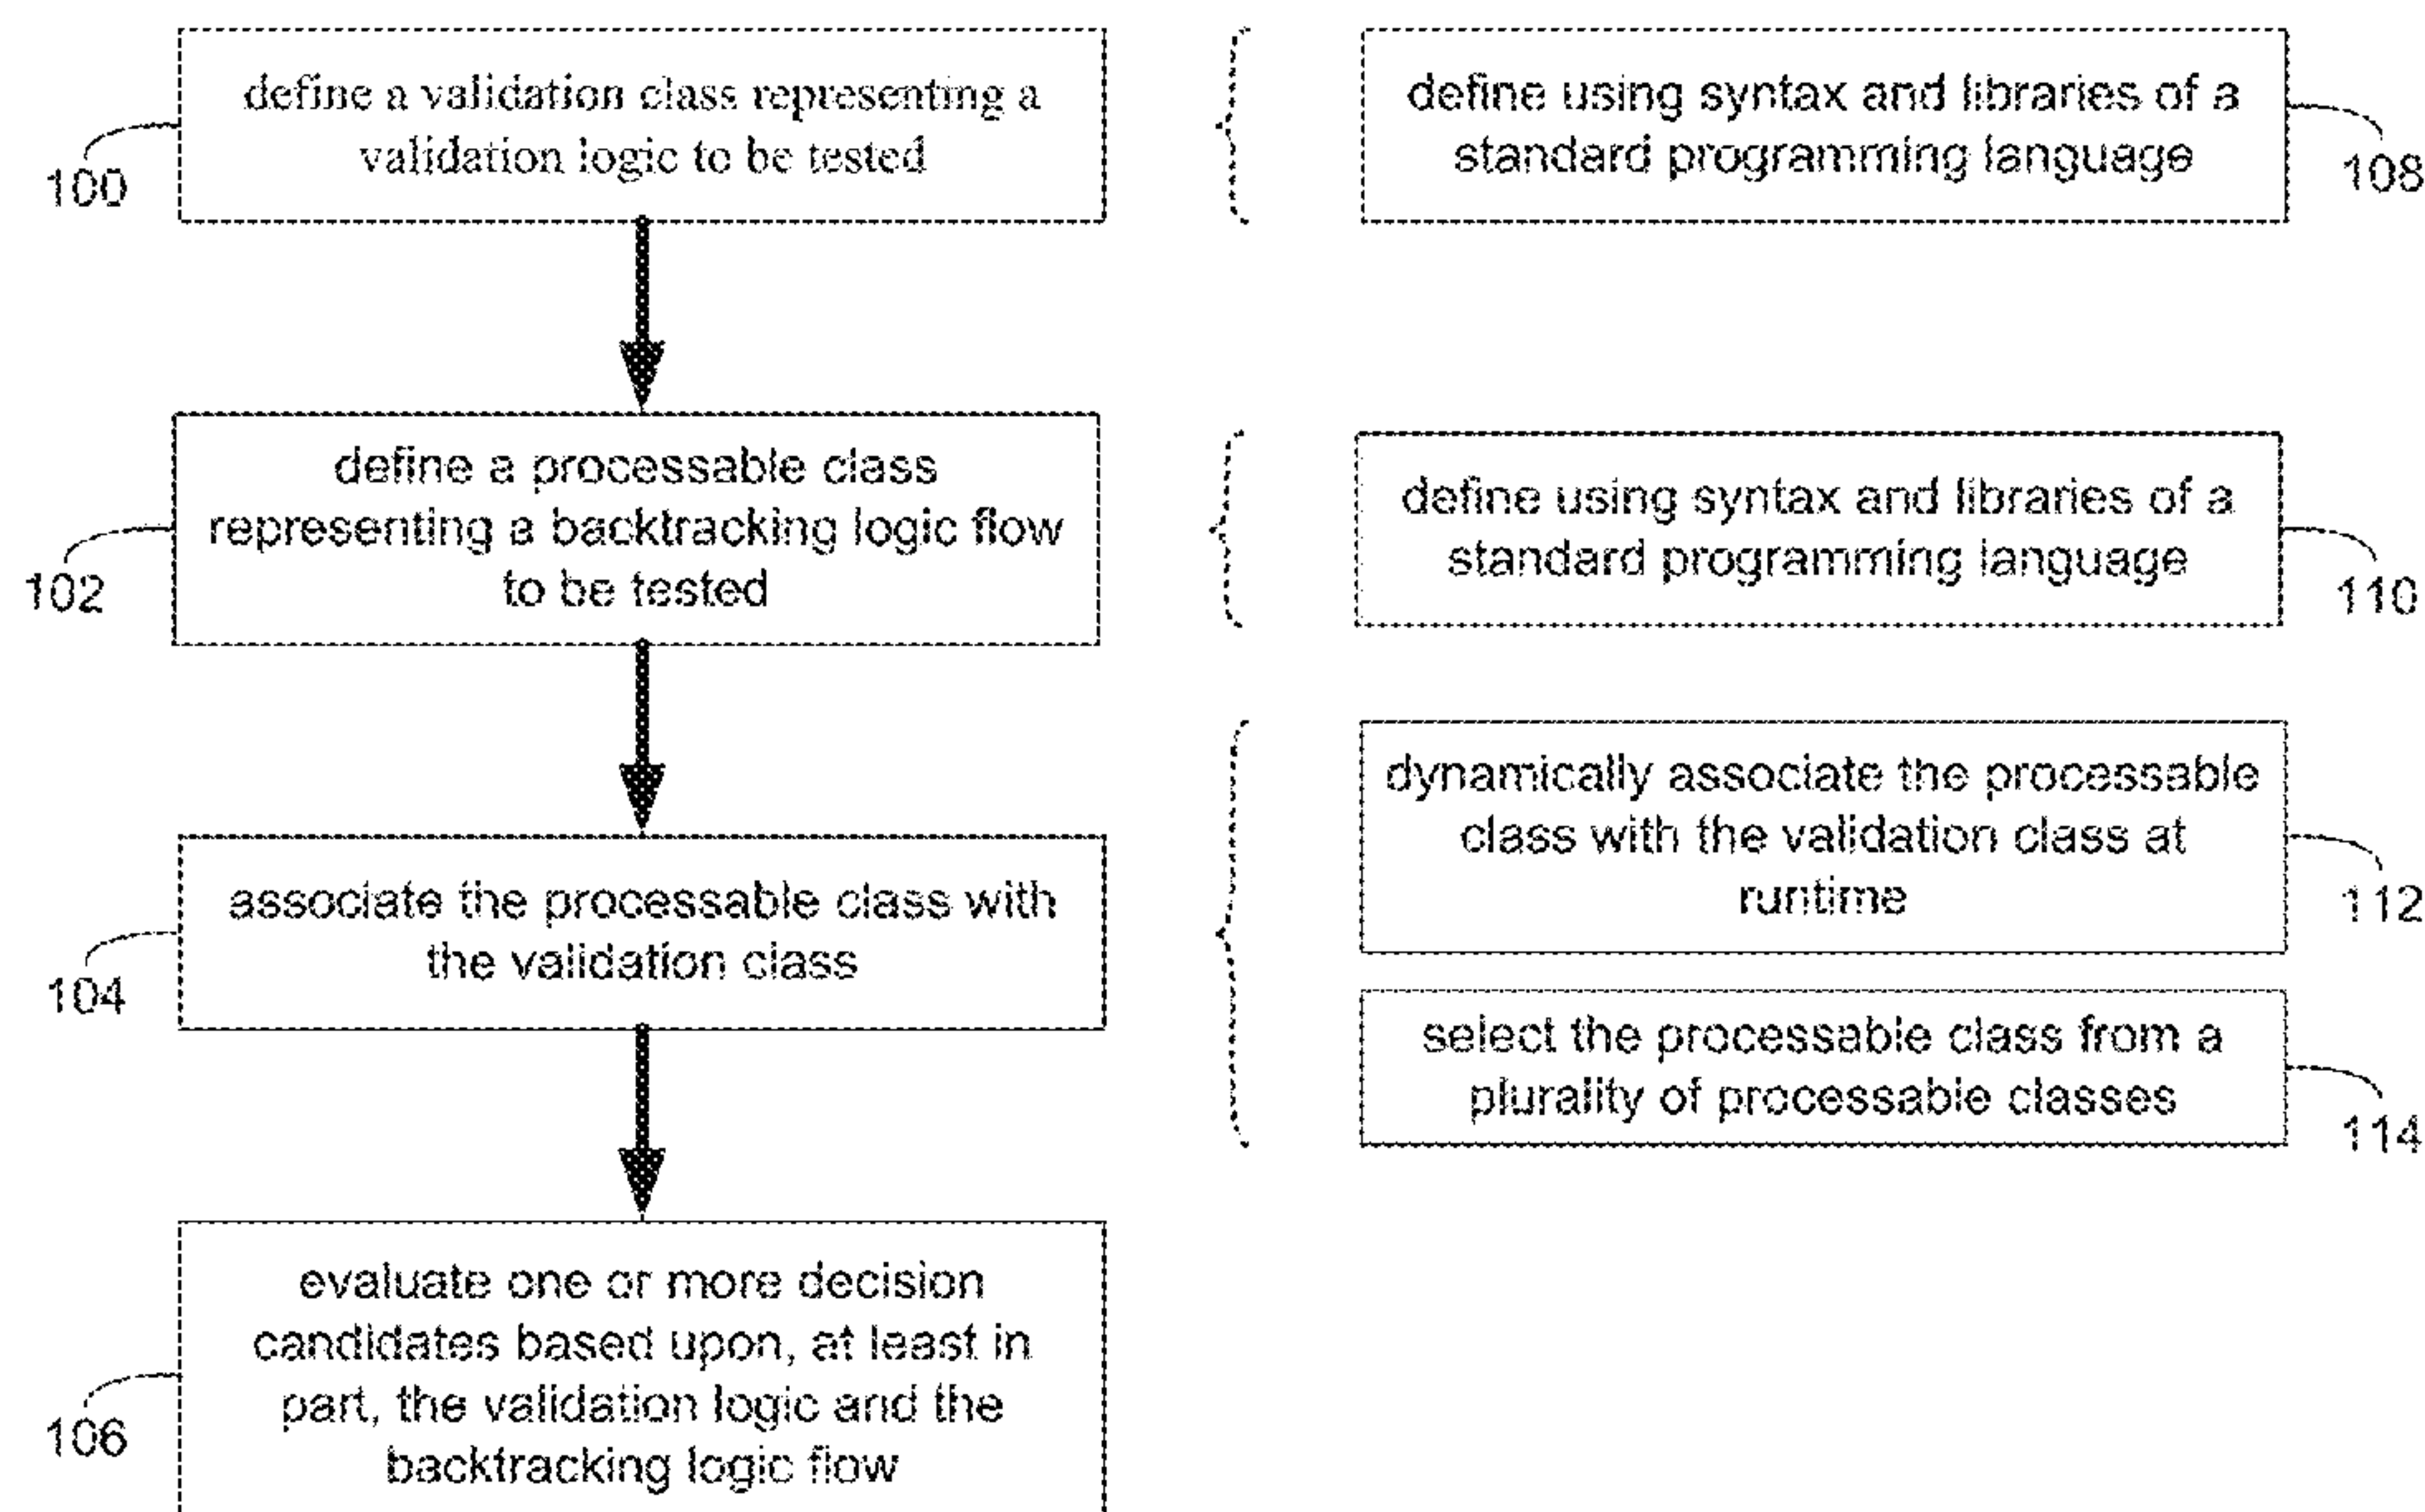 define a validation class representing a
validation logic to be tested
100
define using syntax and libraries of a
standard programming language
108
define a processable class
representing a backtracking logic flow
to be tested
102
define using syntax and libraries of a
standard programming language
110
associate the processable class with
the validation class
104
dynamically associate the processable
class with the validation class at
runtime
112
select the processable class from a
plurality of processable classes
114
evaluate one or more decision
candidates based upon, at least in
part, the validation logic and the
backtracking logic flow
106